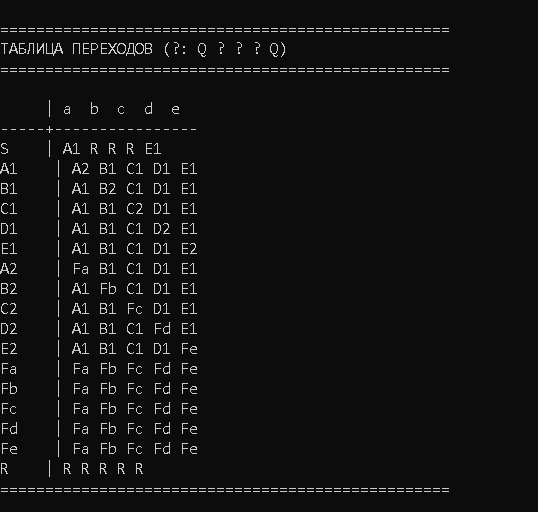 ==================================================
ТАБЛИЦА ПЕРЕХОДОВ (?: Q ? ? ? Q)
==================================================
     | a  b  c  d  e
-----+----------------
S    | A1 R R R E1
A1    | A2 B1 C1 D1 E1
B1    | A1 B2 C1 D1 E1
C1    | A1 B1 C2 D1 E1
D1    | A1 B1 C1 D2 E1
E1    | A1 B1 C1 D1 E2
A2    | Fa B1 C1 D1 E1
B2    | A1 Fb C1 D1 E1
C2    | A1 B1 Fc D1 E1
D2    | A1 B1 C1 Fd E1
E2    | A1 B1 C1 D1 Fe
Fa    | Fa Fb Fc Fd Fe
Fb    | Fa Fb Fc Fd Fe
Fc    | Fa Fb Fc Fd Fe
Fd    | Fa Fb Fc Fd Fe
Fe    | Fa Fb Fc Fd Fe
R    | R R R R R
==================================================